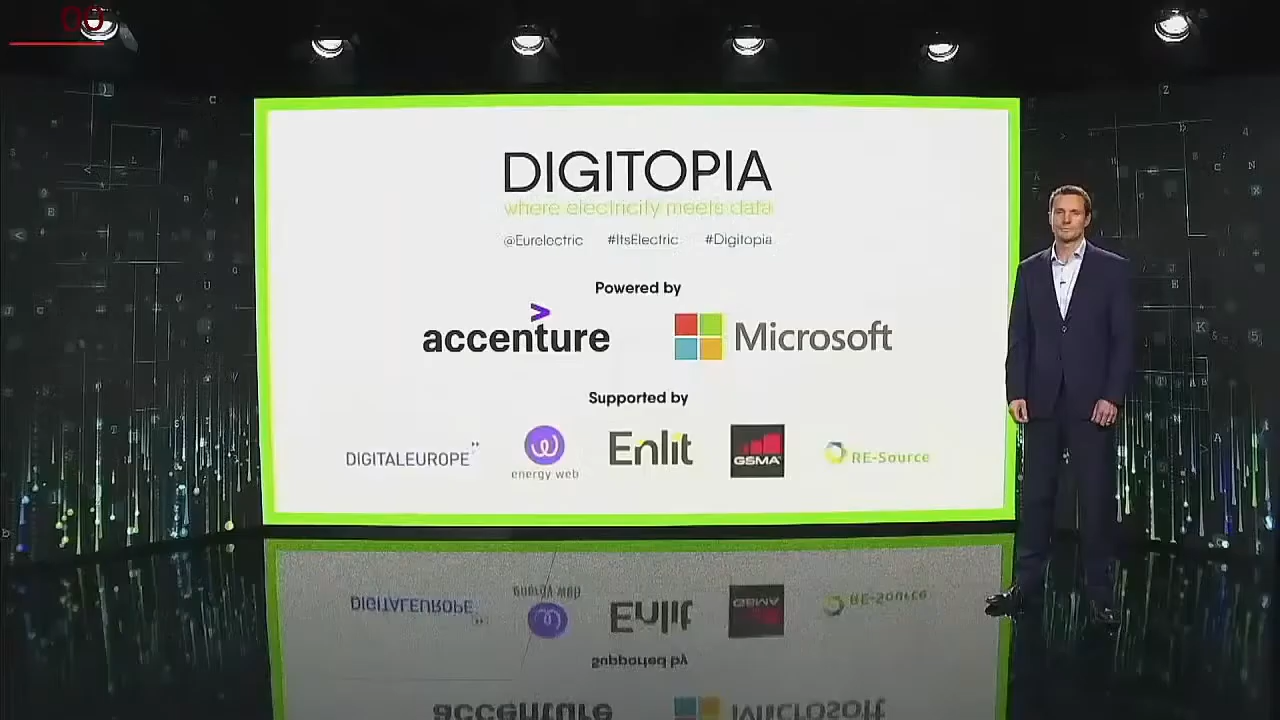 00
DIGITOPIA
where electricity meets data
@Eurelectric #ItsElectric #Digitopia
Powered by
accenture Microsoft
Supported by
DIGITALEUROPE energy web Enlit GSMA RE-Source